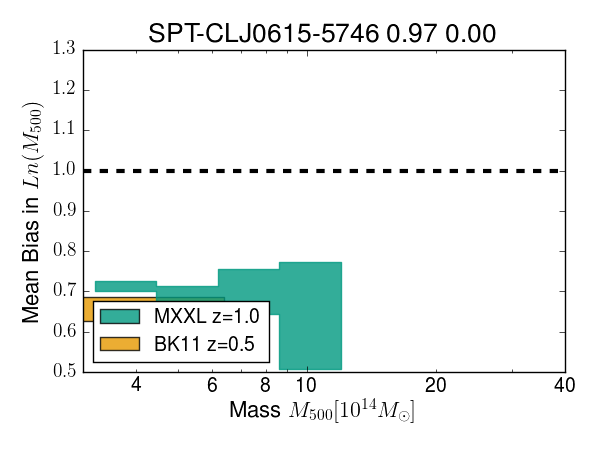 SPT-CLJ0615-5746 0.97 0.00
Mean Bias in Ln(M500)
1.3
1.2
1.1
1.0
0.9
0.8
0.7
0.6
0.5
MXXL z=1.0
BK11 z=0.5
4 6 8 10 20 40
Mass M500[10^14 M⊙]